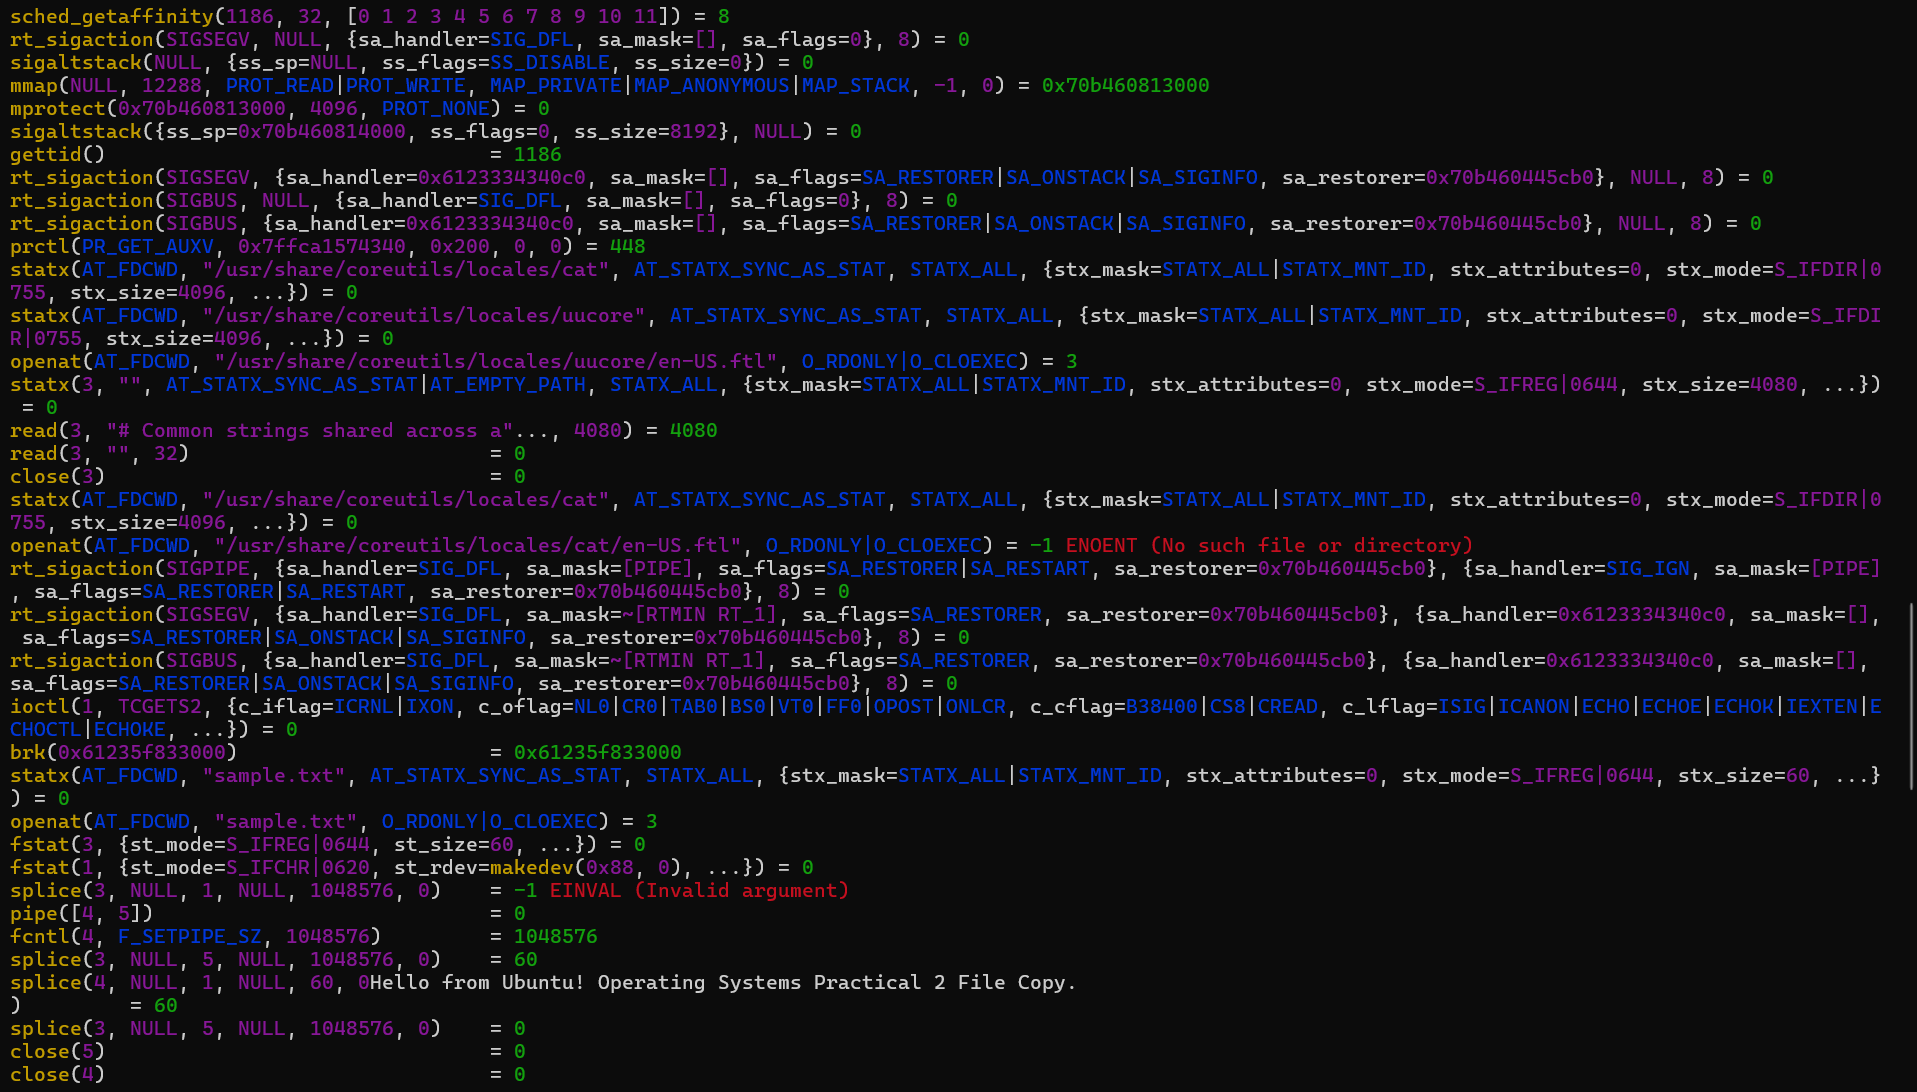 sched_getaffinity(1186, 32, [0 1 2 3 4 5 6 7 8 9 10 11]) = 8
rt_sigaction(SIGSEGV, NULL, {sa_handler=SIG_DFL, sa_mask=[], sa_flags=0}, 8) = 0
sigaltstack(NULL, {ss_sp=NULL, ss_flags=SS_DISABLE, ss_size=0}) = 0
mmap(NULL, 12288, PROT_READ|PROT_WRITE, MAP_PRIVATE|MAP_ANONYMOUS|MAP_STACK, -1, 0) = 0x70b460813000
mprotect(0x70b460813000, 4096, PROT_NONE) = 0
sigaltstack({ss_sp=0x70b460814000, ss_flags=0, ss_size=8192}, NULL) = 0
gettid()                                = 1186
rt_sigaction(SIGSEGV, {sa_handler=0x6123334340c0, sa_mask=[], sa_flags=SA_RESTORER|SA_ONSTACK|SA_SIGINFO, sa_restorer=0x70b460445cb0}, NULL, 8) = 0
rt_sigaction(SIGBUS, NULL, {sa_handler=SIG_DFL, sa_mask=[], sa_flags=0}, 8) = 0
rt_sigaction(SIGBUS, {sa_handler=0x6123334340c0, sa_mask=[], sa_flags=SA_RESTORER|SA_ONSTACK|SA_SIGINFO, sa_restorer=0x70b460445cb0}, NULL, 8) = 0
prctl(PR_GET_AUXV, 0x7ffca1574340, 0x200, 0, 0) = 448
statx(AT_FDCWD, "/usr/share/coreutils/locales/cat", AT_STATX_SYNC_AS_STAT, STATX_ALL, {stx_mask=STATX_ALL|STATX_MNT_ID, stx_attributes=0, stx_mode=S_IFDIR|0
755, stx_size=4096, ...}) = 0
statx(AT_FDCWD, "/usr/share/coreutils/locales/uucore", AT_STATX_SYNC_AS_STAT, STATX_ALL, {stx_mask=STATX_ALL|STATX_MNT_ID, stx_attributes=0, stx_mode=S_IFDI
R|0755, stx_size=4096, ...}) = 0
openat(AT_FDCWD, "/usr/share/coreutils/locales/uucore/en-US.ftl", O_RDONLY|O_CLOEXEC) = 3
statx(3, "", AT_STATX_SYNC_AS_STAT|AT_EMPTY_PATH, STATX_ALL, {stx_mask=STATX_ALL|STATX_MNT_ID, stx_attributes=0, stx_mode=S_IFREG|0644, stx_size=4080, ...})
 = 0
read(3, "# Common strings shared across a"..., 4080) = 4080
read(3, "", 32)                         = 0
close(3)                                = 0
statx(AT_FDCWD, "/usr/share/coreutils/locales/cat", AT_STATX_SYNC_AS_STAT, STATX_ALL, {stx_mask=STATX_ALL|STATX_MNT_ID, stx_attributes=0, stx_mode=S_IFDIR|0
755, stx_size=4096, ...}) = 0
openat(AT_FDCWD, "/usr/share/coreutils/locales/cat/en-US.ftl", O_RDONLY|O_CLOEXEC) = -1 ENOENT (No such file or directory)
rt_sigaction(SIGPIPE, {sa_handler=SIG_DFL, sa_mask=[PIPE], sa_flags=SA_RESTORER|SA_RESTART, sa_restorer=0x70b460445cb0}, {sa_handler=SIG_IGN, sa_mask=[PIPE]
, sa_flags=SA_RESTORER|SA_RESTART, sa_restorer=0x70b460445cb0}, 8) = 0
rt_sigaction(SIGSEGV, {sa_handler=SIG_DFL, sa_mask=~[RTMIN RT_1], sa_flags=SA_RESTORER, sa_restorer=0x70b460445cb0}, {sa_handler=0x6123334340c0, sa_mask=[],
 sa_flags=SA_RESTORER|SA_ONSTACK|SA_SIGINFO, sa_restorer=0x70b460445cb0}, 8) = 0
rt_sigaction(SIGBUS, {sa_handler=SIG_DFL, sa_mask=~[RTMIN RT_1], sa_flags=SA_RESTORER, sa_restorer=0x70b460445cb0}, {sa_handler=0x6123334340c0, sa_mask=[],
sa_flags=SA_RESTORER|SA_ONSTACK|SA_SIGINFO, sa_restorer=0x70b460445cb0}, 8) = 0
ioctl(1, TCGETS2, {c_iflag=ICRNL|IXON, c_oflag=NL0|CR0|TAB0|BS0|VT0|FF0|OPOST|ONLCR, c_cflag=B38400|CS8|CREAD, c_lflag=ISIG|ICANON|ECHO|ECHOE|ECHOK|IEXTEN|E
CHOCTL|ECHOKE, ...}) = 0
brk(0x61235f833000)                     = 0x61235f833000
statx(AT_FDCWD, "sample.txt", AT_STATX_SYNC_AS_STAT, STATX_ALL, {stx_mask=STATX_ALL|STATX_MNT_ID, stx_attributes=0, stx_mode=S_IFREG|0644, stx_size=60, ...}
) = 0
openat(AT_FDCWD, "sample.txt", O_RDONLY|O_CLOEXEC) = 3
fstat(3, {st_mode=S_IFREG|0644, st_size=60, ...}) = 0
fstat(1, {st_mode=S_IFCHR|0620, st_rdev=makedev(0x88, 0), ...}) = 0
splice(3, NULL, 1, NULL, 1048576, 0)    = -1 EINVAL (Invalid argument)
pipe([4, 5])                            = 0
fcntl(4, F_SETPIPE_SZ, 1048576)         = 1048576
splice(3, NULL, 5, NULL, 1048576, 0)    = 60
splice(4, NULL, 1, NULL, 60, 0Hello from Ubuntu! Operating Systems Practical 2 File Copy.
)         = 60
splice(3, NULL, 5, NULL, 1048576, 0)    = 0
close(5)                                = 0
close(4)                                = 0